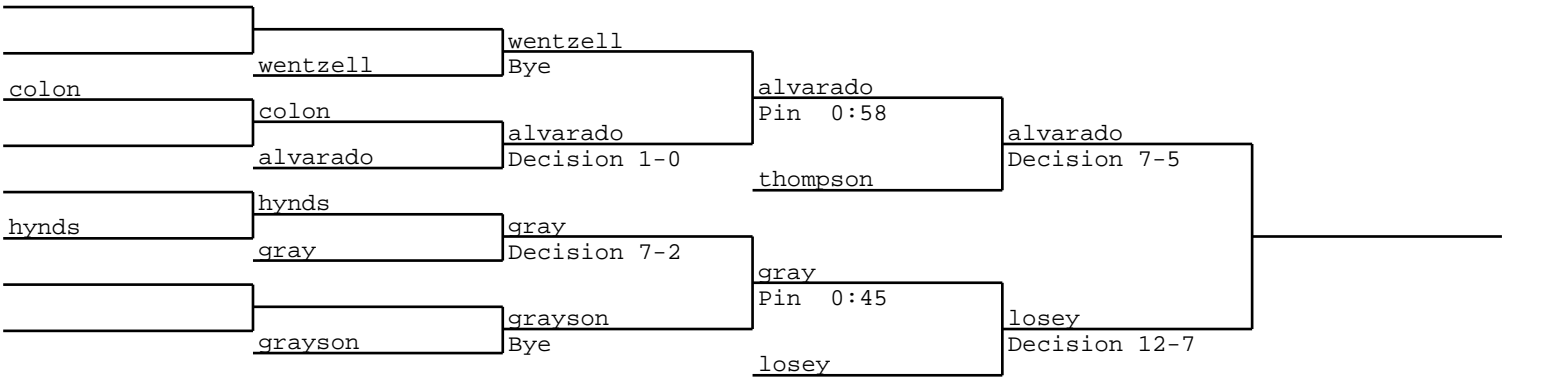 wentzell
wentzell
Bye
colon
alvarado
colon
Pin 0:58
alvarado
alvarado
alvarado
Decision 1-0
Decision 7-5
thompson
hynds
hynds
gray
gray
Decision 7-2
gray
Pin 0:45
grayson
losey
grayson
Bye
Decision 12-7
losey